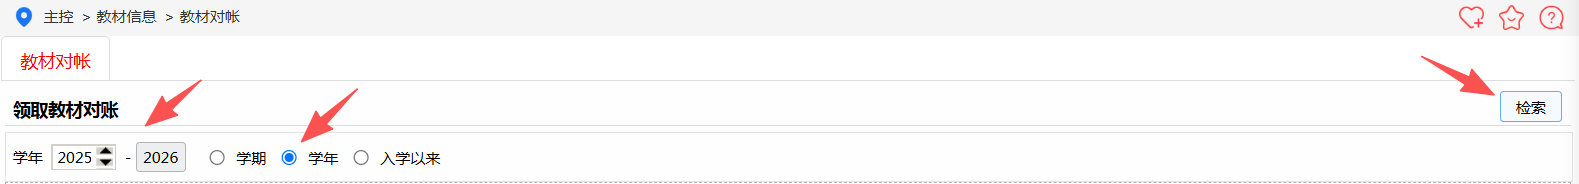 主控 > 教材信息 > 教材对帐
教材对帐
领取教材对账
检索
学年 2025 - 2026 学期 学年 入学以来